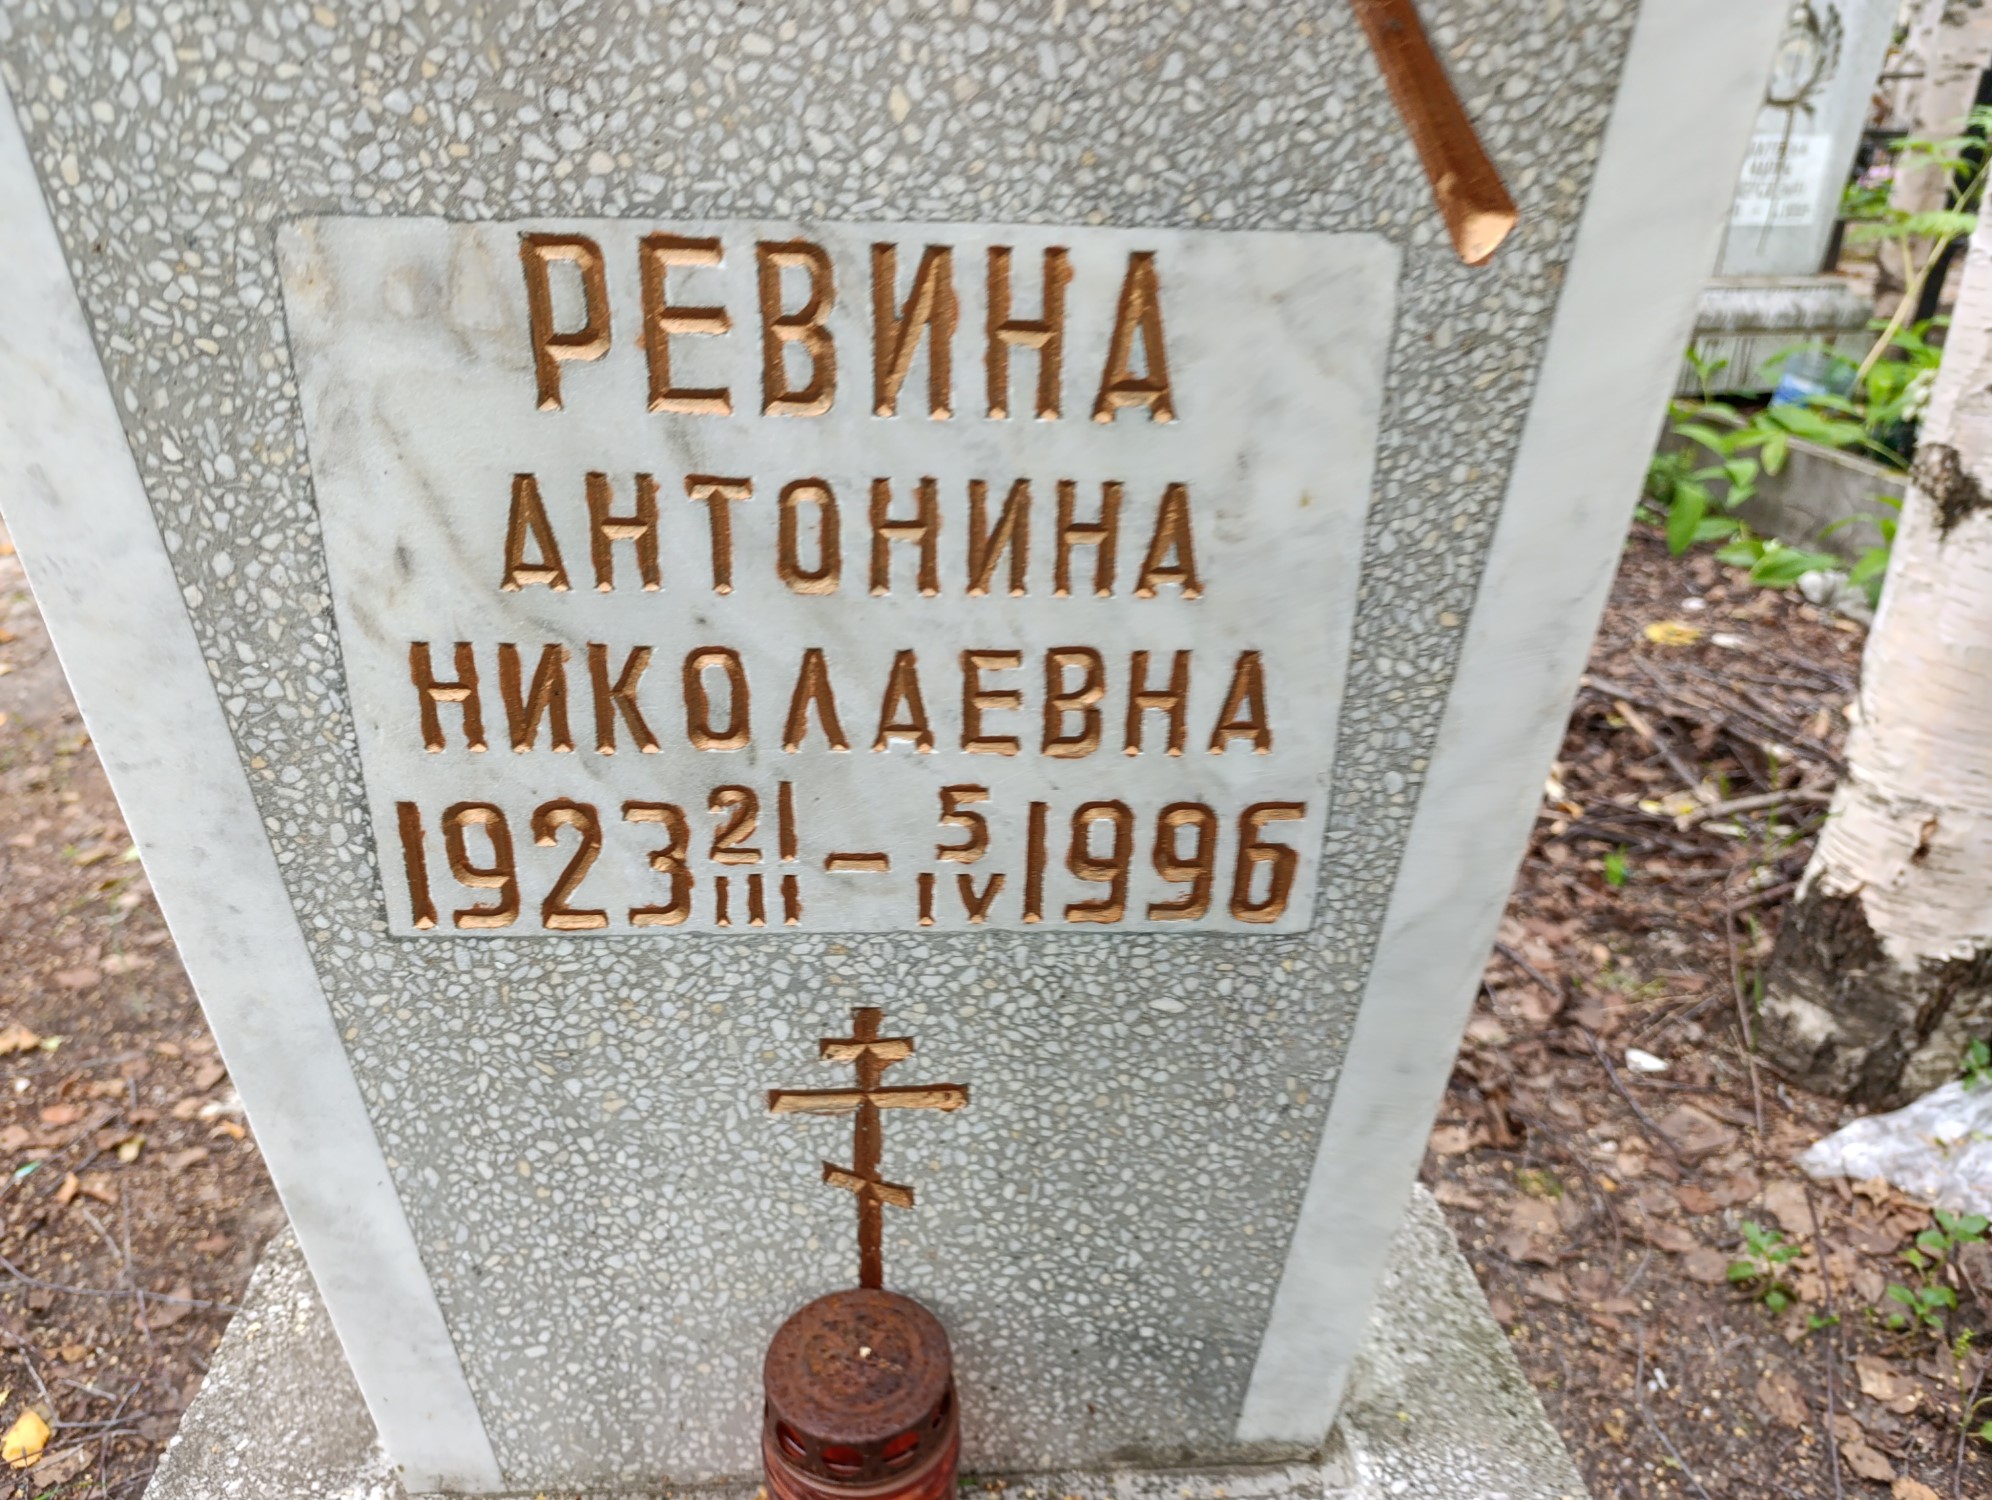 РЕВИНА
АНТОНИНА
НИКОЛАЕВНА
1923 21/III – 5/IV 1996